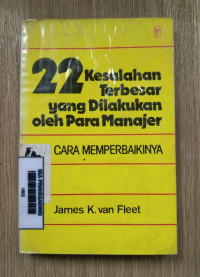 22 Kesalahan
Terbesar
yang Dilakukan
oleh Para Manajer
CARA MEMPERBAIKINYA
James K. van Fleet